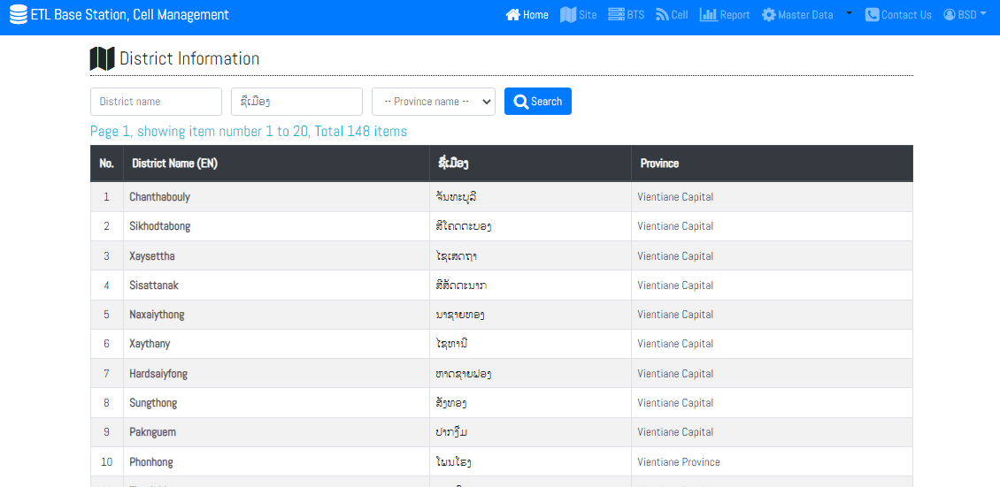 ETL Base Station, Cell Management
Home Site BTS Cell Report Master Data Contact Us BSD
District Information
District name ຊື່ເມືອງ -- Province name -- Search
Page 1, showing item number 1 to 20, Total 148 items
No. District Name (EN) ຊື່ເມືອງ Province
1 Chanthabouly ຈັນທະບຸລີ Vientiane Capital
2 Sikhodtabong ສີໂຄດຕະບອງ Vientiane Capital
3 Xaysettha ໄຊເສດຖາ Vientiane Capital
4 Sisattanak ສີສັດຕະນາກ Vientiane Capital
5 Naxaiythong ນາຊາຍທອງ Vientiane Capital
6 Xaythany ໄຊທານີ Vientiane Capital
7 Hardsaiyfong ຫາດຊາຍຟອງ Vientiane Capital
8 Sungthong ສັງທອງ Vientiane Capital
9 Paknguem ປາກງື່ມ Vientiane Capital
10 Phonhong ໂພນໂຮງ Vientiane Province